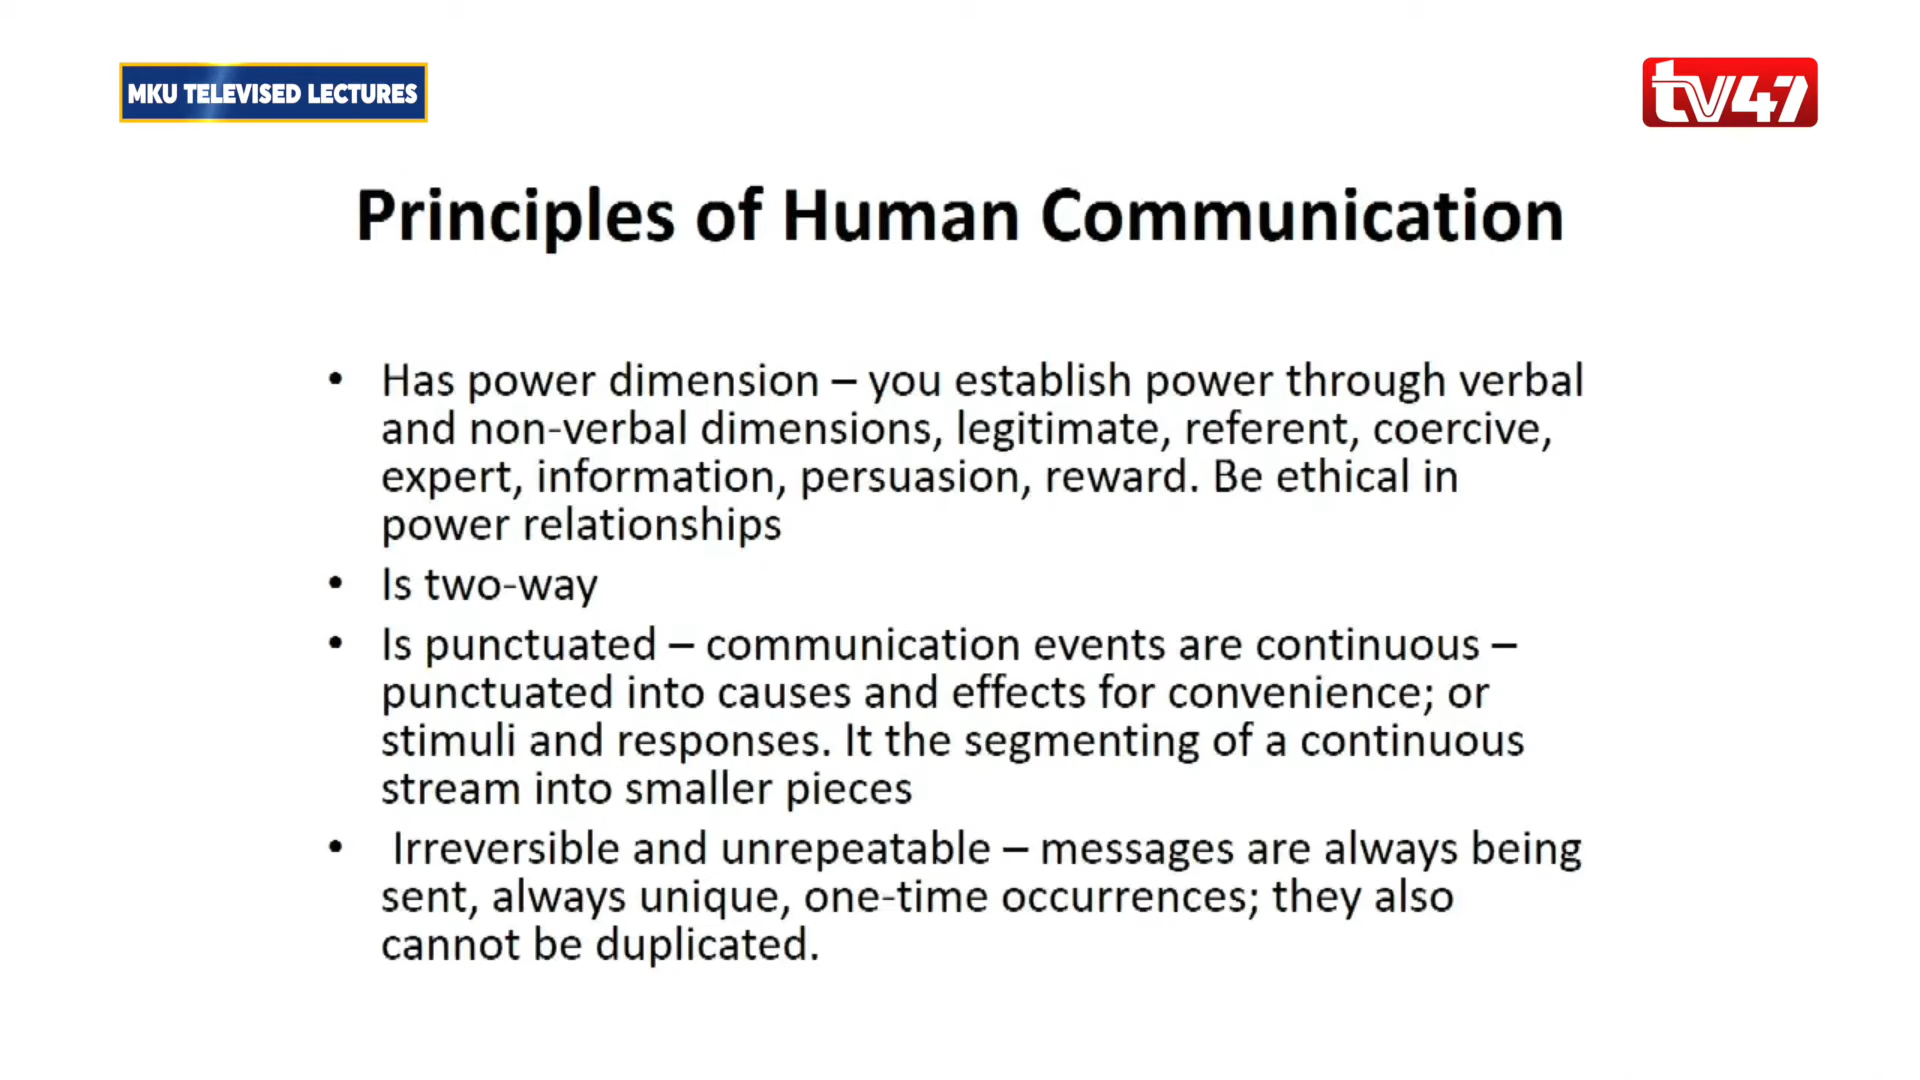 MKU TELEVISED LECTURES
tv47
Principles of Human Communication
• Has power dimension – you establish power through verbal
and non-verbal dimensions, legitimate, referent, coercive,
expert, information, persuasion, reward. Be ethical in
power relationships
• Is two-way
• Is punctuated – communication events are continuous –
punctuated into causes and effects for convenience; or
stimuli and responses. It the segmenting of a continuous
stream into smaller pieces
• Irreversible and unrepeatable – messages are always being
sent, always unique, one-time occurrences; they also
cannot be duplicated.